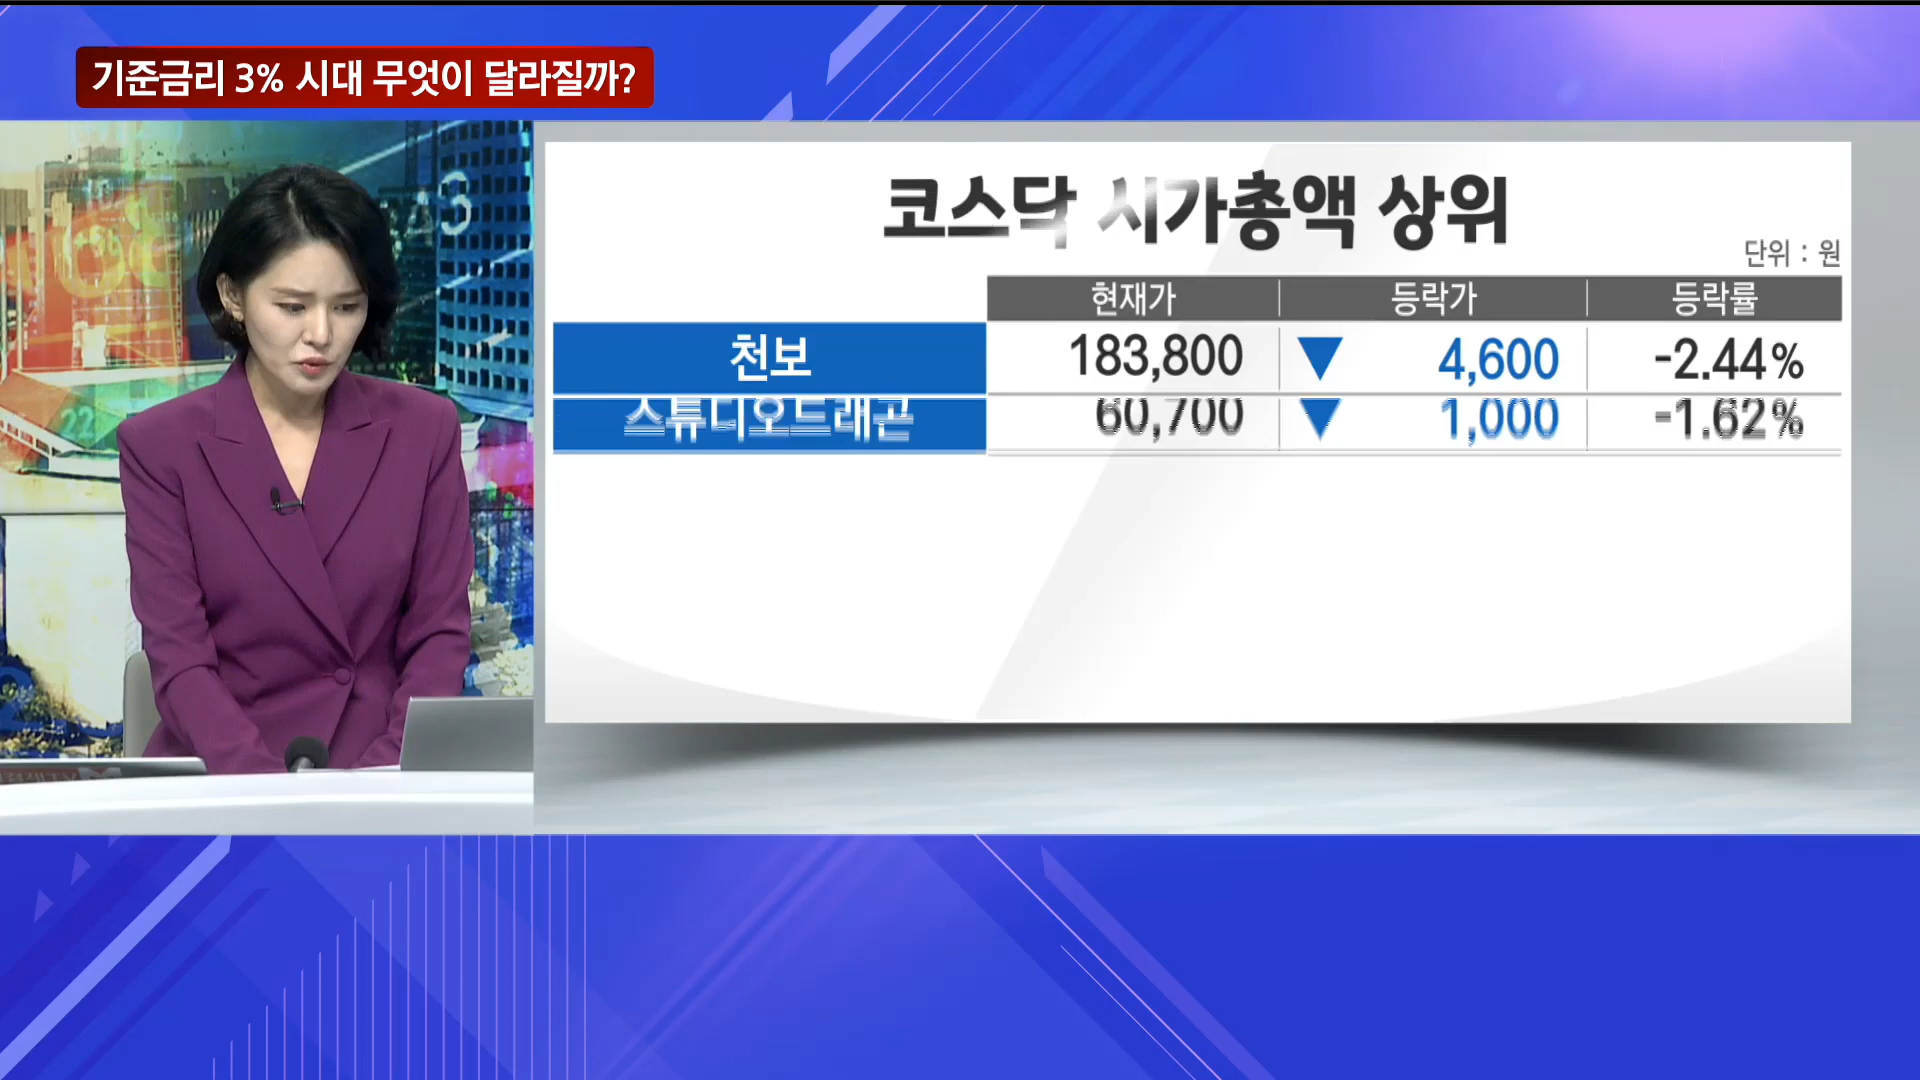 기준금리 3% 시대 무엇이 달라질까?
코스닥 시가총액 상위
단위 : 원
현재가 등락가 등락률
천보 183,800 ▼ 4,600 -2.44%
스튜디오드래곤 60,700 ▼ 1,000 -1.62%
3
22